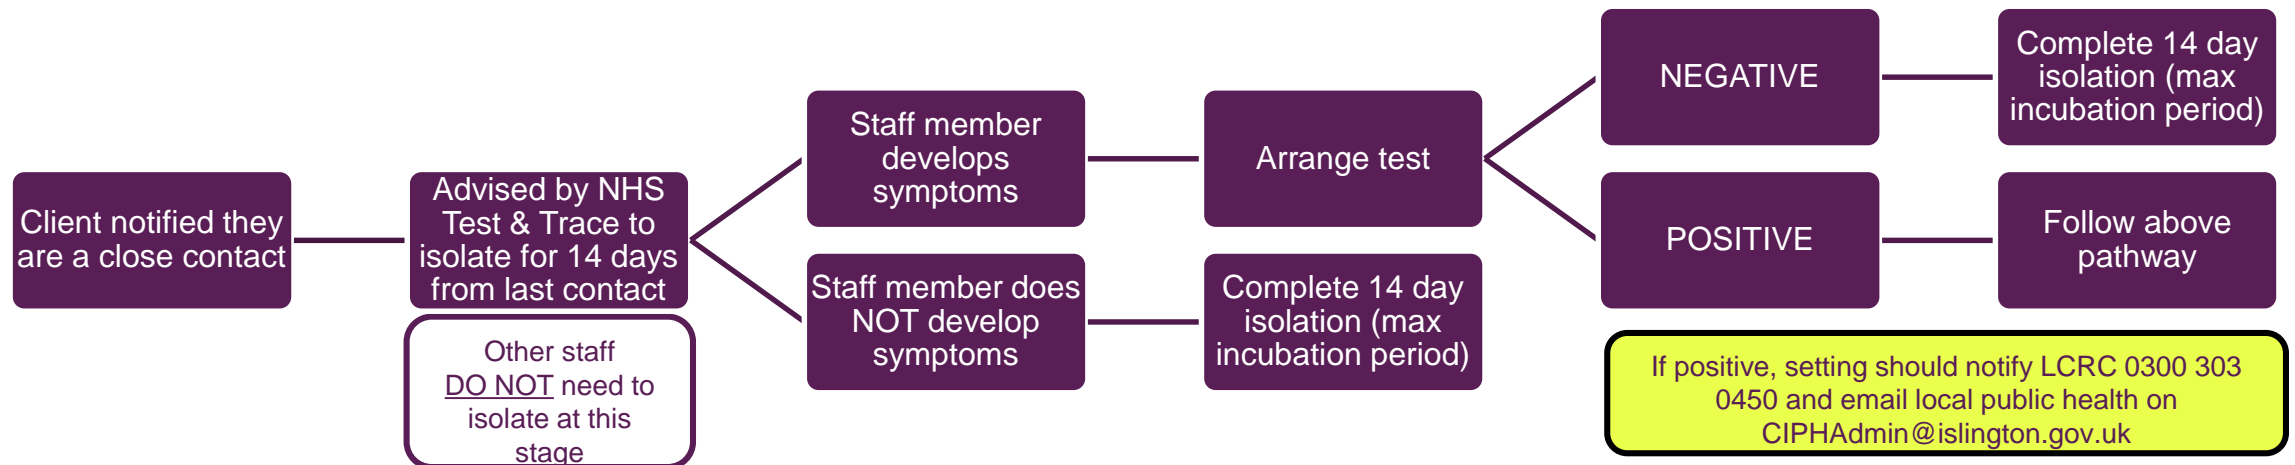 Client notified they
are a close contact
Advised by NHS
Test & Trace to
isolate for 14 days
from last contact
Other staff
DO NOT need to
isolate at this
stage
Staff member
develops
symptoms
Staff member does
NOT develop
symptoms
Arrange test
Complete 14 day
isolation (max
incubation period)
NEGATIVE
POSITIVE
Complete 14 day
isolation (max
incubation period)
Follow above
pathway
If positive, setting should notify LCRC 0300 303
0450 and email local public health on
CIPHAdmin@islington.gov.uk